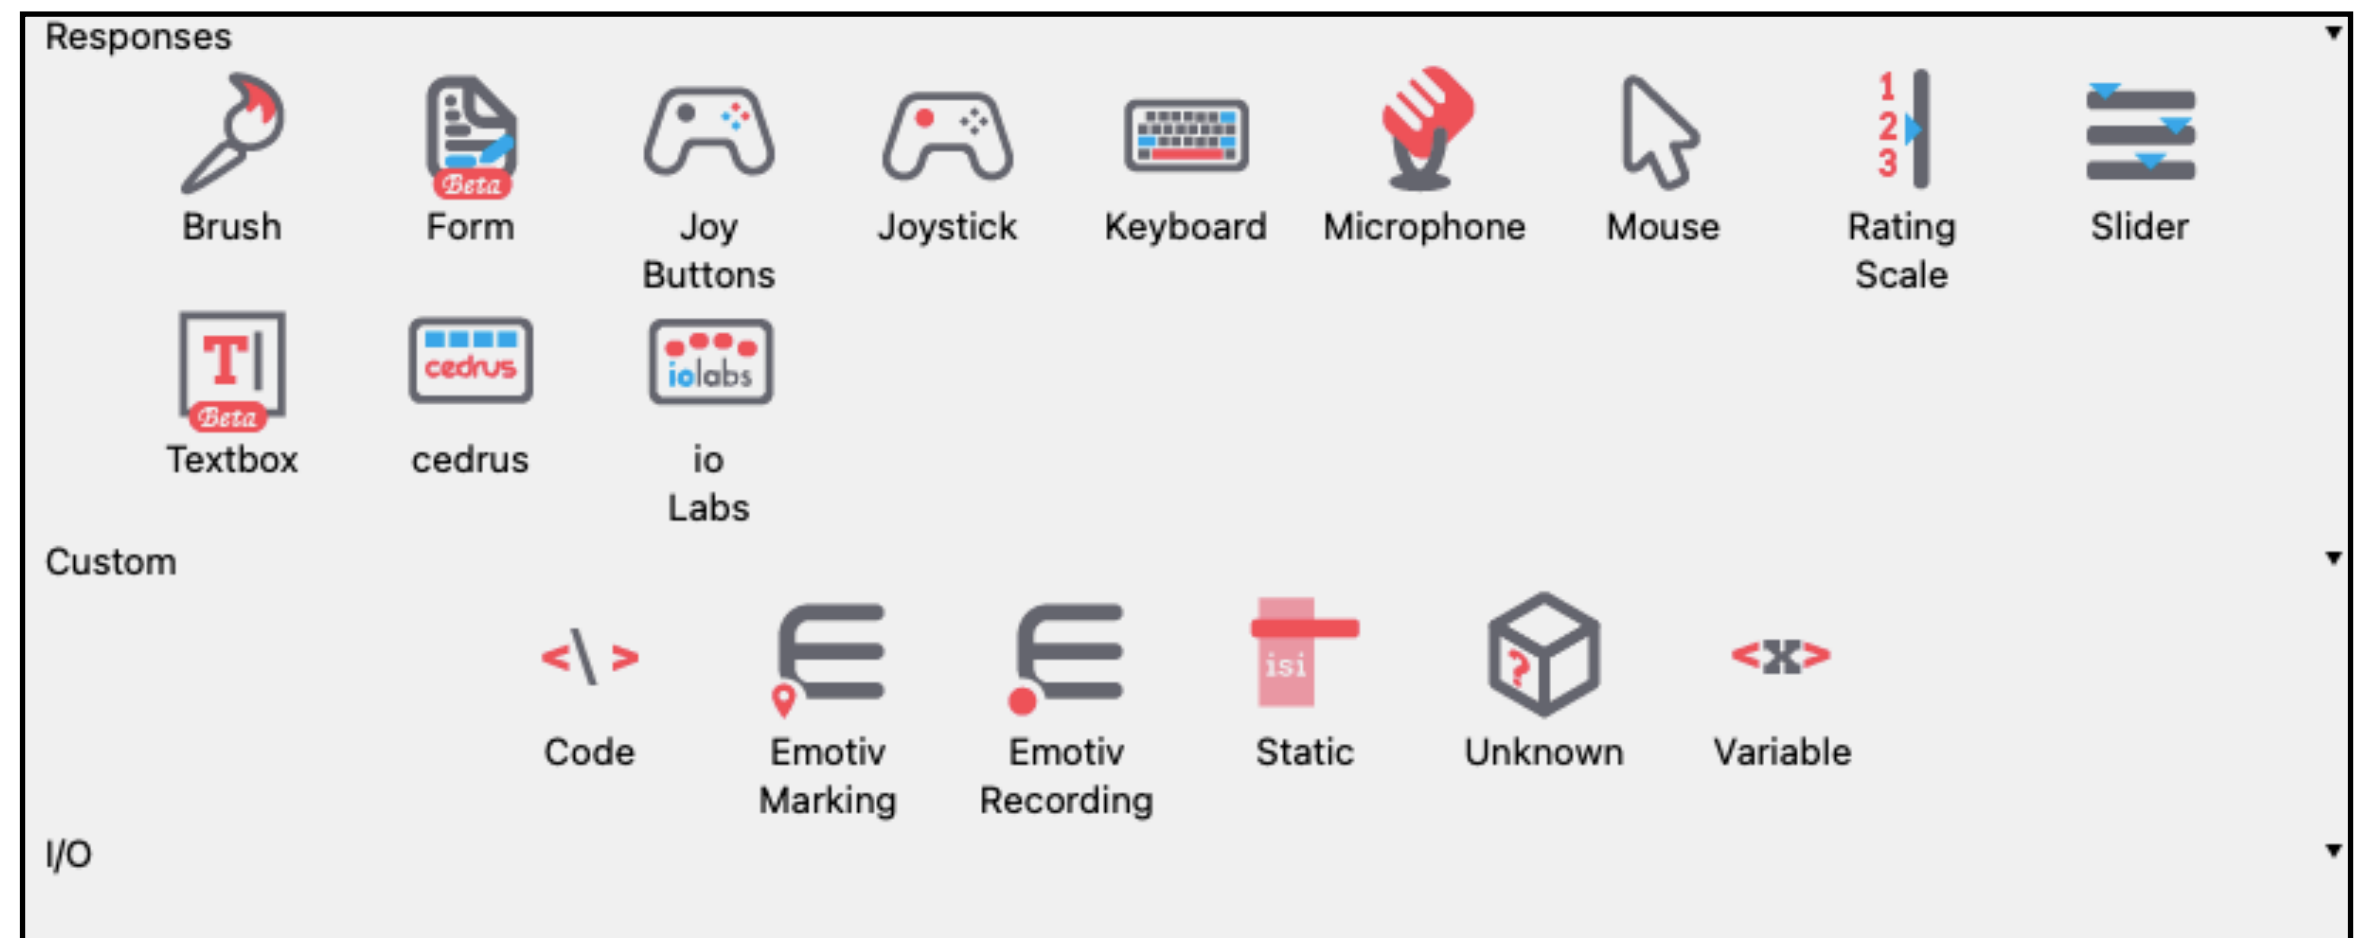 Responses
1
2
3
Beta
Brush Form Joy Joystick Keyboard Microphone Mouse Rating Slider
Buttons Scale
T
cedrus
iolabs
Beta
Textbox cedrus io
Labs
Custom
<\>
isi
?
<x>
Code Emotiv Emotiv Static Unknown Variable
Marking Recording
I/O